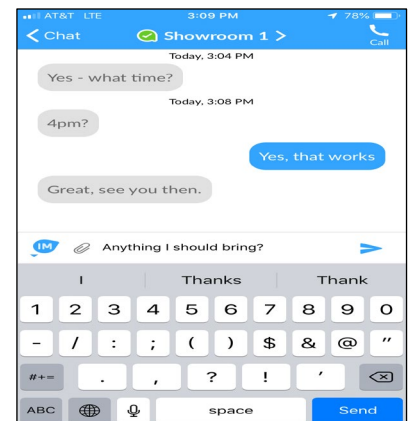 AT&T LTE 3:09 PM 78%
Chat Showroom 1 >
Call
Today, 3:04 PM
Yes - what time?
Today, 3:08 PM
4pm?
Yes, that works
Great, see you then.
IM Anything I should bring?
I Thanks Thank
1 2 3 4 5 6 7 8 9 0
- / : ; ( ) $ & @ "
#+= . , ? ! '
ABC space Send